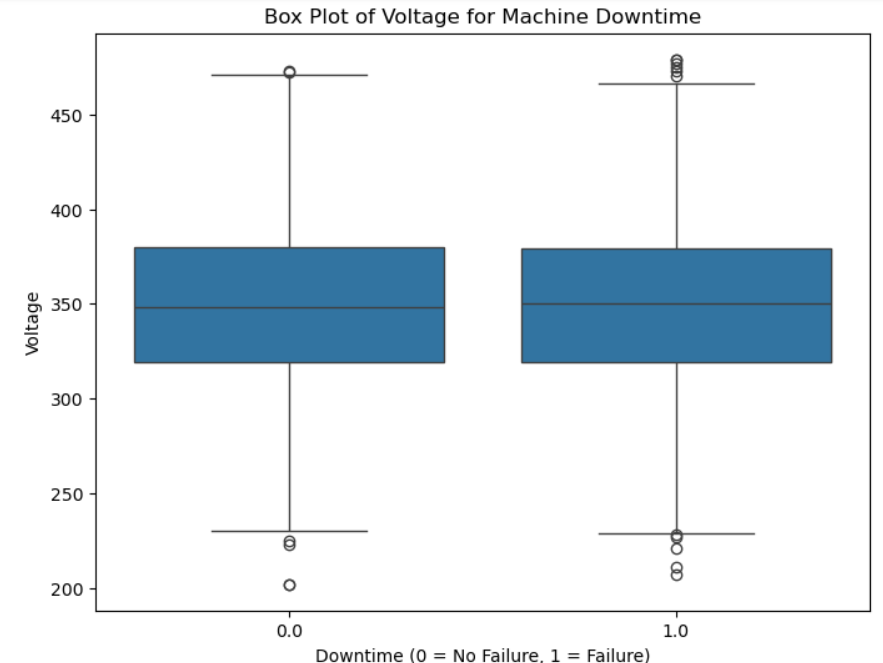 Box Plot of Voltage for Machine Downtime
Voltage
450
400
350
300
250
200
0.0 1.0
Downtime (0 = No Failure, 1 = Failure)